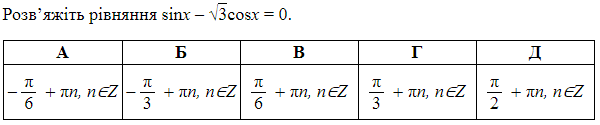 Розв’яжіть рівняння sinx – √3cosx = 0.
А Б В Г Д
–π/6 + πn, n∈Z –π/3 + πn, n∈Z π/6 + πn, n∈Z π/3 + πn, n∈Z π/2 + πn, n∈Z